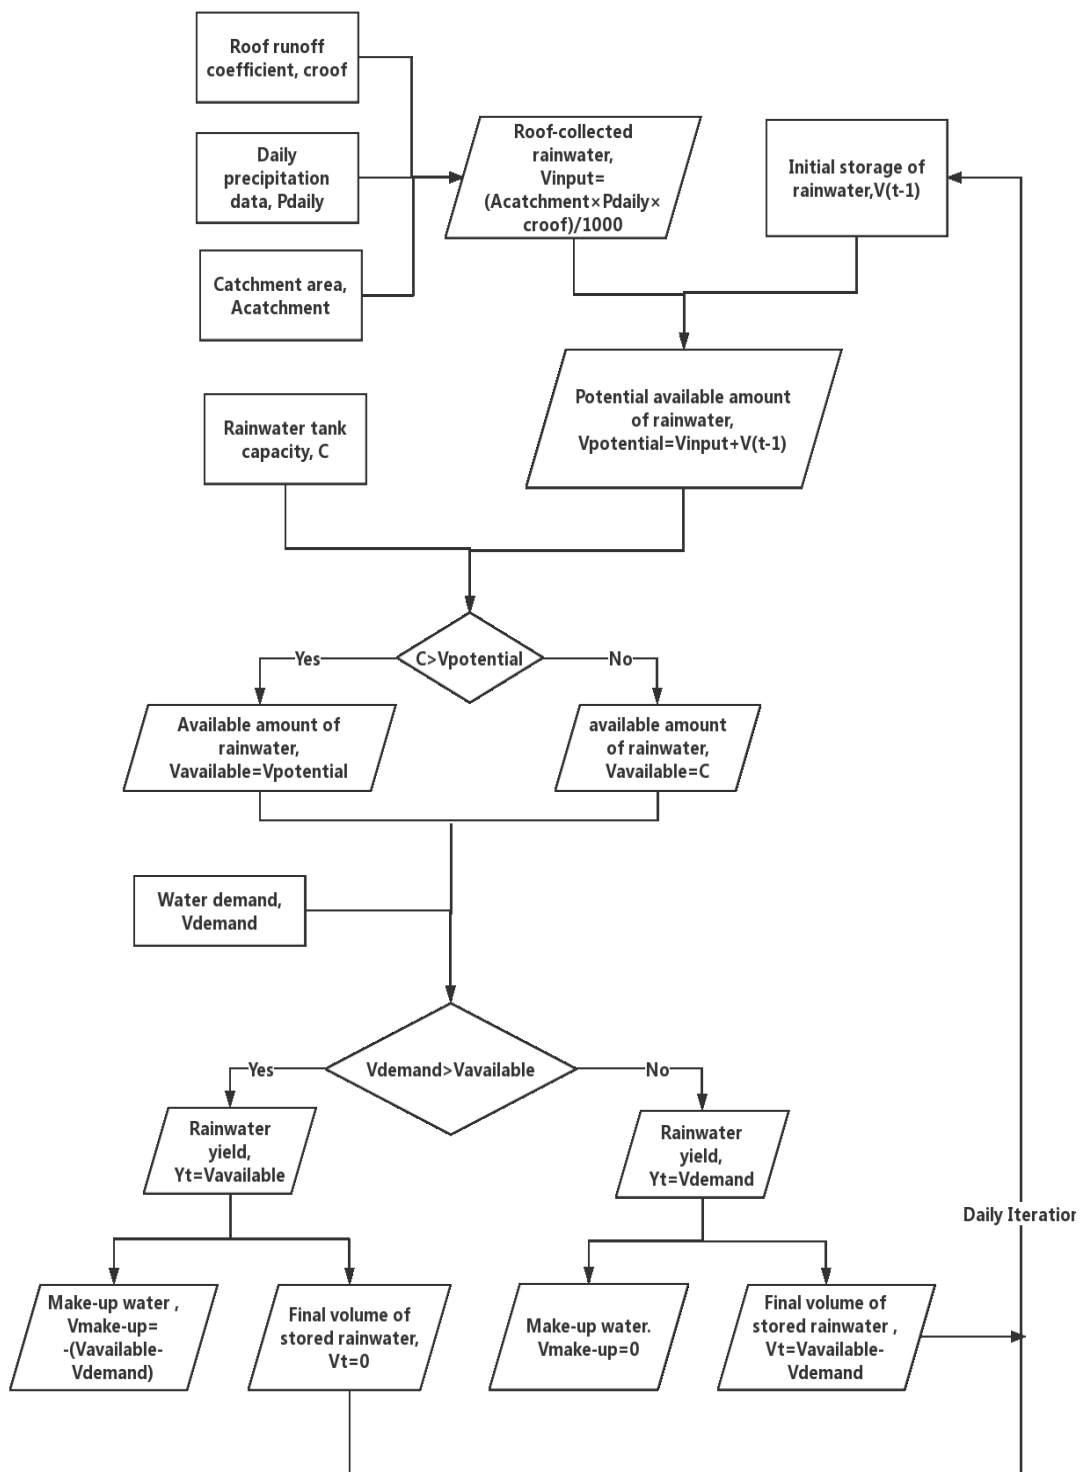 Roof runoff
coefficient, croof
Daily
precipitation
data, Pdaily
Catchment area,
Acatchment
Roof-collected
rainwater,
Vinput=
(Acatchment×Pdaily×
croof)/1000
Initial storage of
rainwater,V(t-1)
Potential available amount
of rainwater,
Vpotential=Vinput+V(t-1)
Rainwater tank
capacity, C
C>Vpotential
Yes
No
Available amount of
rainwater,
Vavailable=Vpotential
available amount
of rainwater,
Vavailable=C
Water demand,
Vdemand
Vdemand>Vavailable
Yes
No
Rainwater
yield,
Yt=Vavailable
Rainwater
yield,
Yt=Vdemand
Daily Iteration
Make-up water ,
Vmake-up=
-(Vavailable-
Vdemand)
Final volume of
stored rainwater,
Vt=0
Make-up water.
Vmake-up=0
Final volume of
stored rainwater ,
Vt=Vavailable-
Vdemand